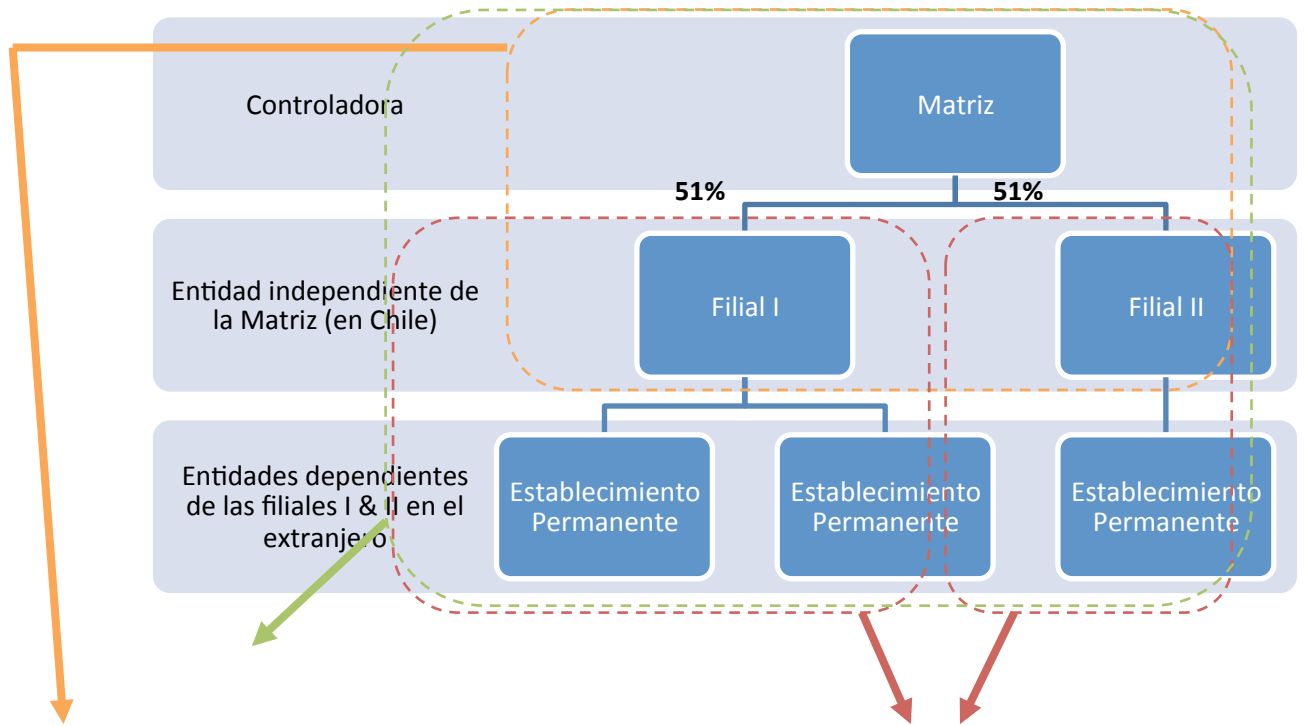 Controladora
Matriz
51%
51%
Entidad independiente de
la Matriz (en Chile)
Filial I
Filial II
Entidades dependientes
de las filiales I & II en el
extranjero
Establecimiento
Permanente
Establecimiento
Permanente
Establecimiento
Permanente